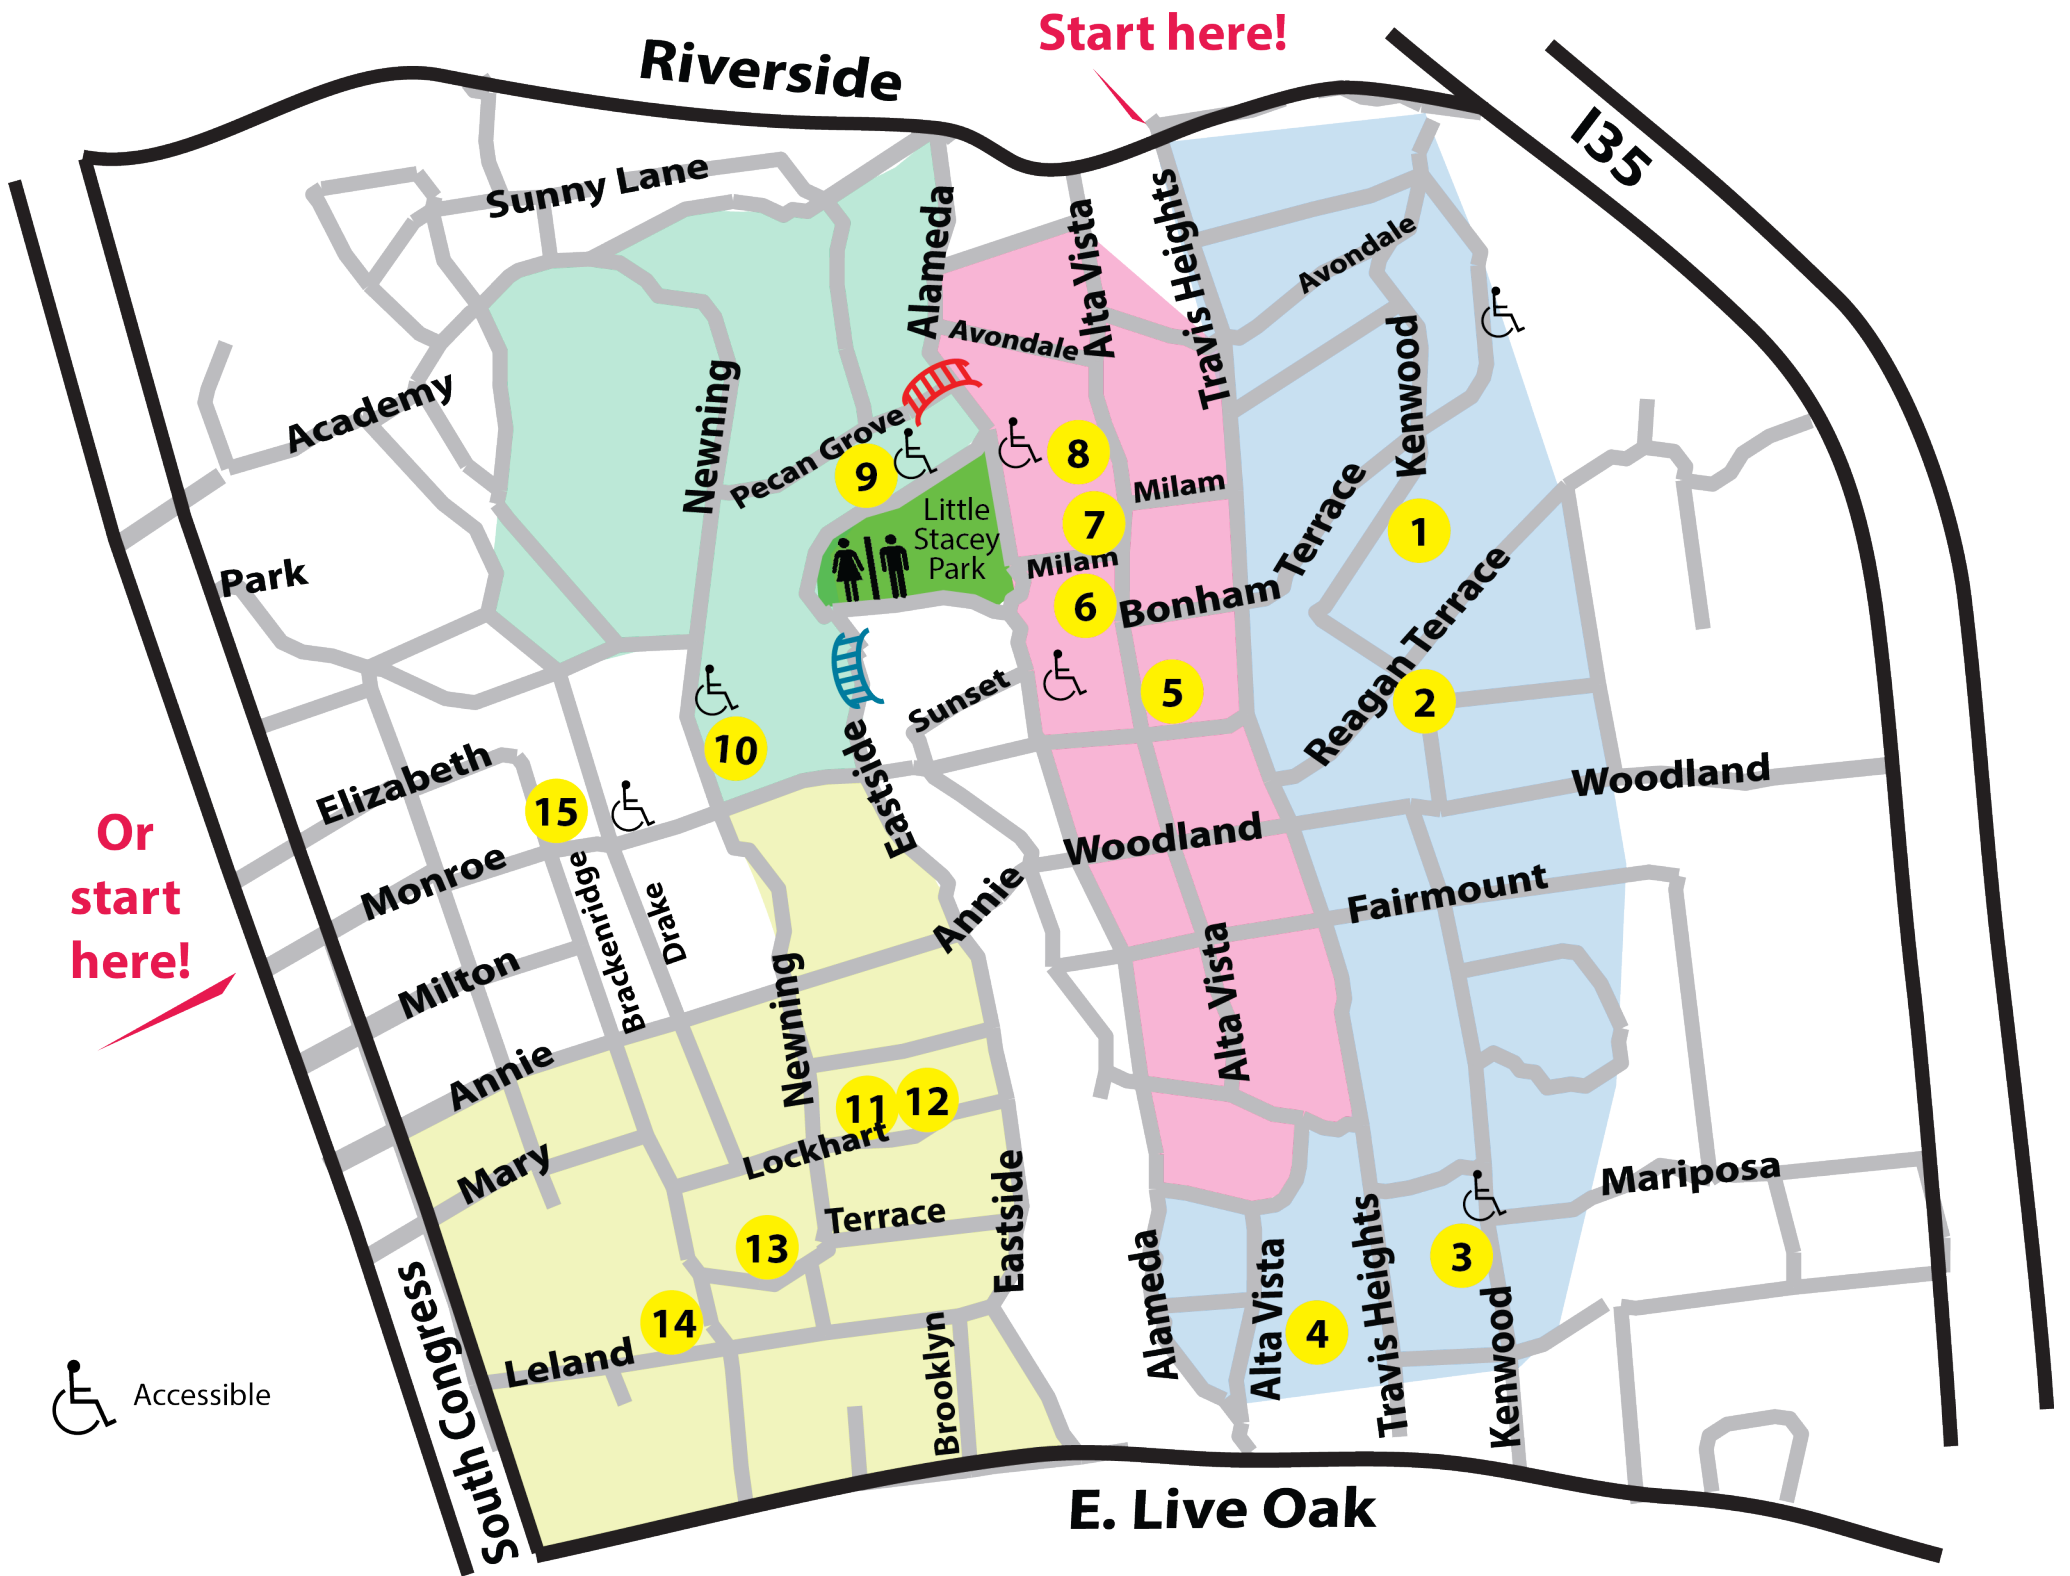 Start here!
Riverside
I35
Sunny Lane
Alameda
Alta Vista
Travis Heights
Avondale
Avondale
Kenwood
Academy
Newning
Pecan Grove
9
8
7
Milam
Little
Stacey
Park
Milam
Terrace
1
Park
6
Bonham
Reagan Terrace
5
2
Sunset
10
Eastside
Elizabeth
15
Woodland
Or
start
here!
Monroe
Brackenridge
Drake
Annie
Woodland
Fairmount
Milton
Newning
Alta Vista
Annie
11
12
Mary
Lockhart
Eastside
Mariposa
13
Terrace
Alameda
Alta Vista
Travis Heights
3
Kenwood
14
4
Leland
Brooklyn
South Congress
Accessible
E. Live Oak